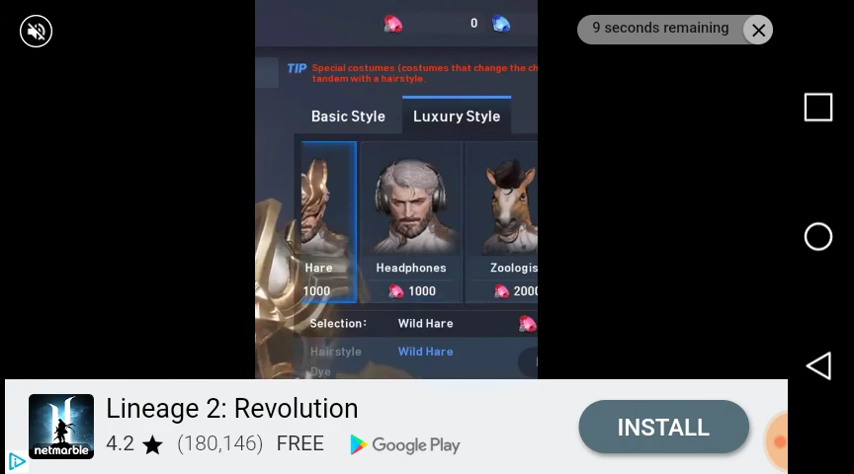 0
9 seconds remaining
TIP Special costumes (costumes that change the ch
tandem with a hairstyle.
Basic Style
Luxury Style
Hare
Headphones
Zoologis
1000
1000
2000
Selection:
Wild Hare
Hairstyle
Wild Hare
Dye
Lineage 2: Revolution
4.2 ★ (180,146) FREE Google Play
INSTALL
netmarble